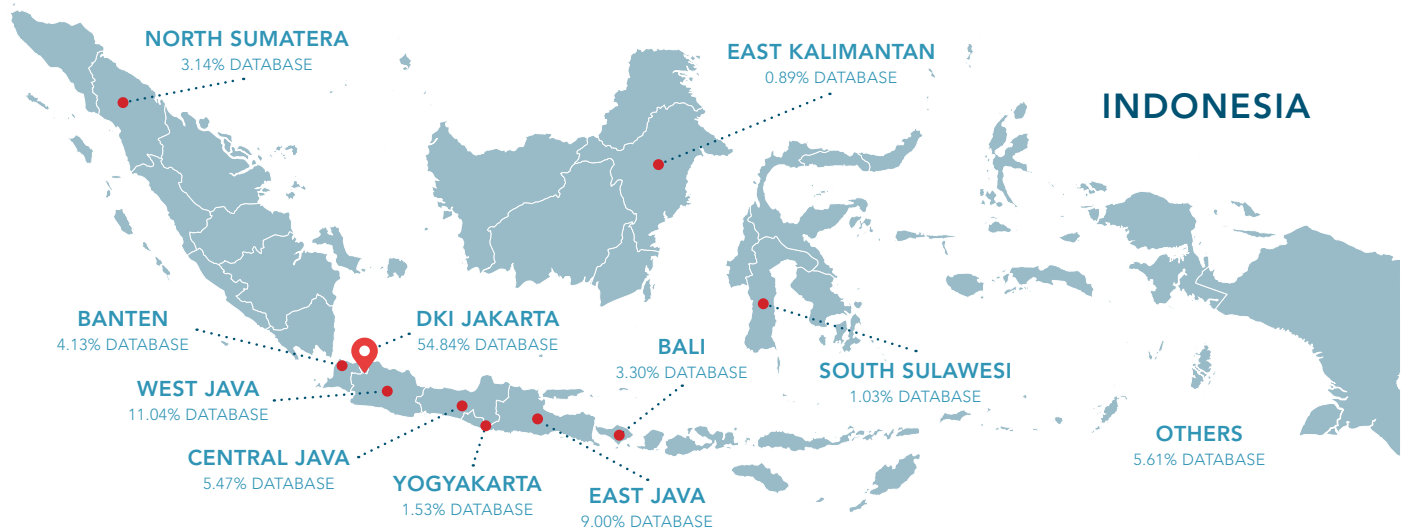 NORTH SUMATERA
3.14% DATABASE
EAST KALIMANTAN
0.89% DATABASE
INDONESIA
BANTEN
4.13% DATABASE
DKI JAKARTA
54.84% DATABASE
BALI
3.30% DATABASE
SOUTH SULAWESI
1.03% DATABASE
WEST JAVA
11.04% DATABASE
OTHERS
5.61% DATABASE
CENTRAL JAVA
5.47% DATABASE
YOGYAKARTA
1.53% DATABASE
EAST JAVA
9.00% DATABASE